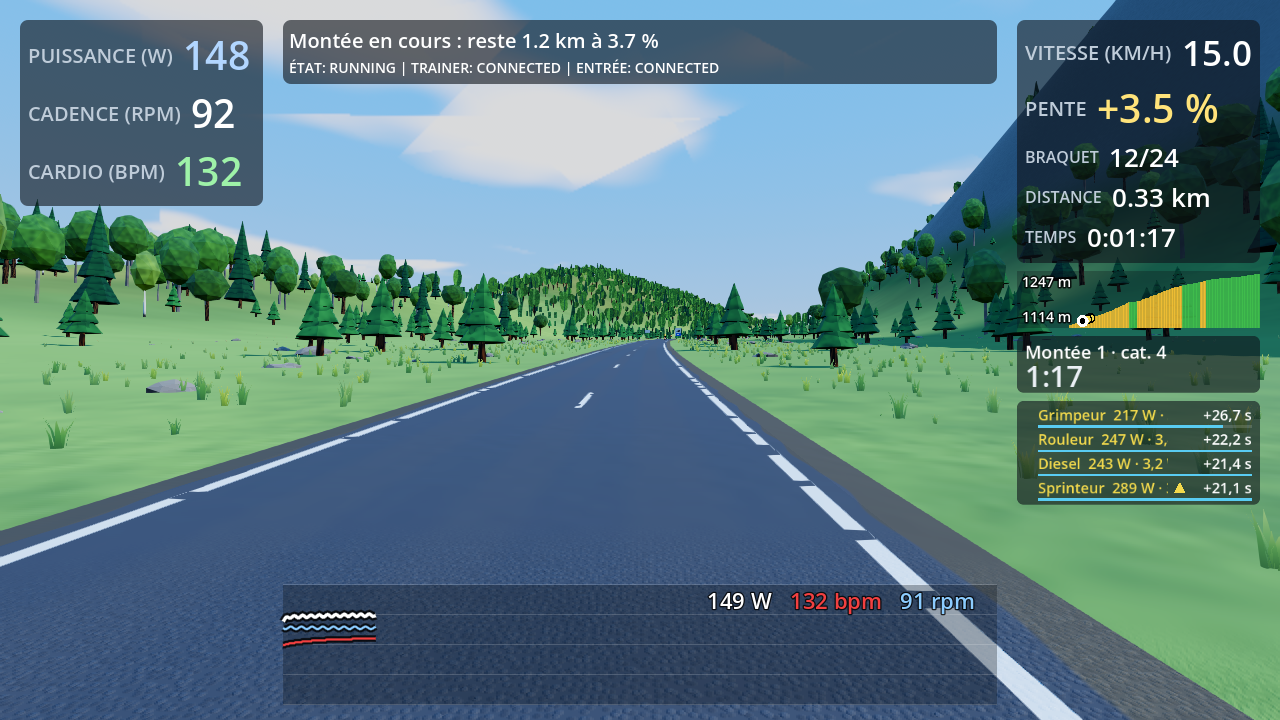 PUISSANCE (W) 148
CADENCE (RPM) 92
CARDIO (BPM) 132
Montée en cours : reste 1.2 km à 3.7 %
ÉTAT: RUNNING | TRAINER: CONNECTED | ENTRÉE: CONNECTED
VITESSE (KM/H) 15.0
PENTE +3.5 %
BRAQUET 12/24
DISTANCE 0.33 km
TEMPS 0:01:17
1247 m
1114 m
Montée 1 · cat. 4
1:17
Grimpeur 217 W · +26,7 s
Rouleur 247 W · 3, +22,2 s
Diesel 243 W · 3,2 +21,4 s
Sprinteur 289 W · +21,1 s
149 W 132 bpm 91 rpm